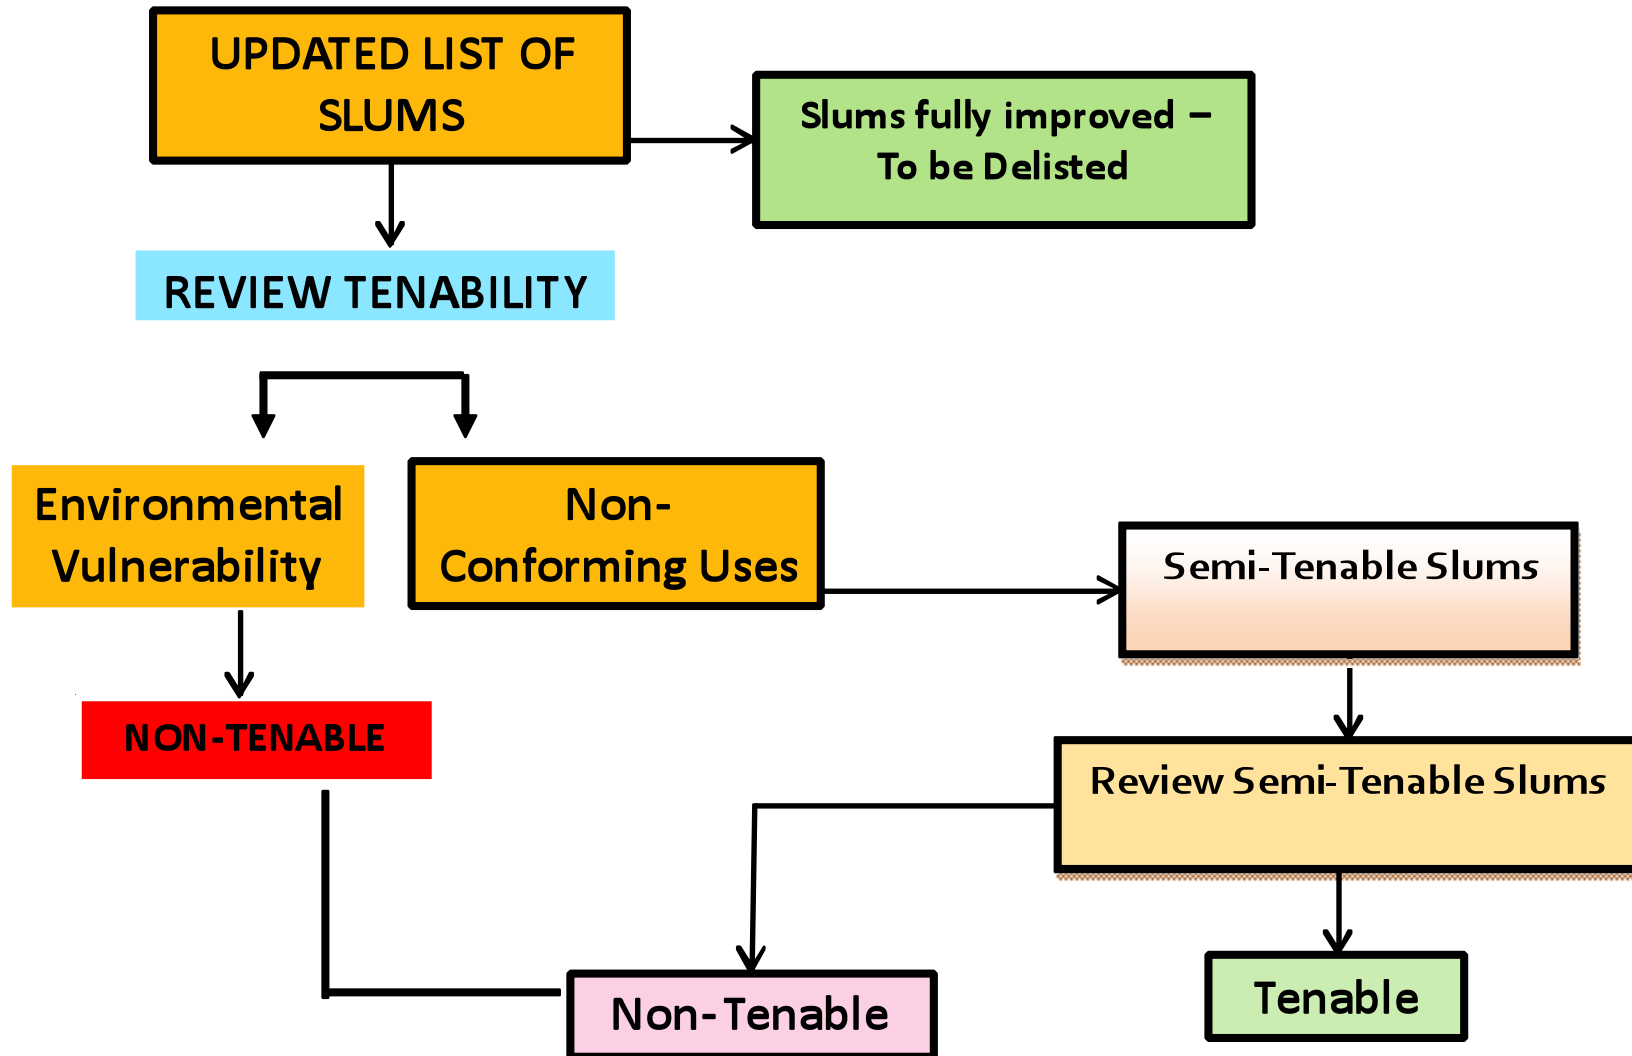 UPDATED LIST OF
SLUMS
Slums fully improved –
To be Delisted
REVIEW TENABILITY
Environmental
Vulnerability
Non-
Conforming Uses
Semi-Tenable Slums
NON-TENABLE
Review Semi-Tenable Slums
Non-Tenable
Tenable